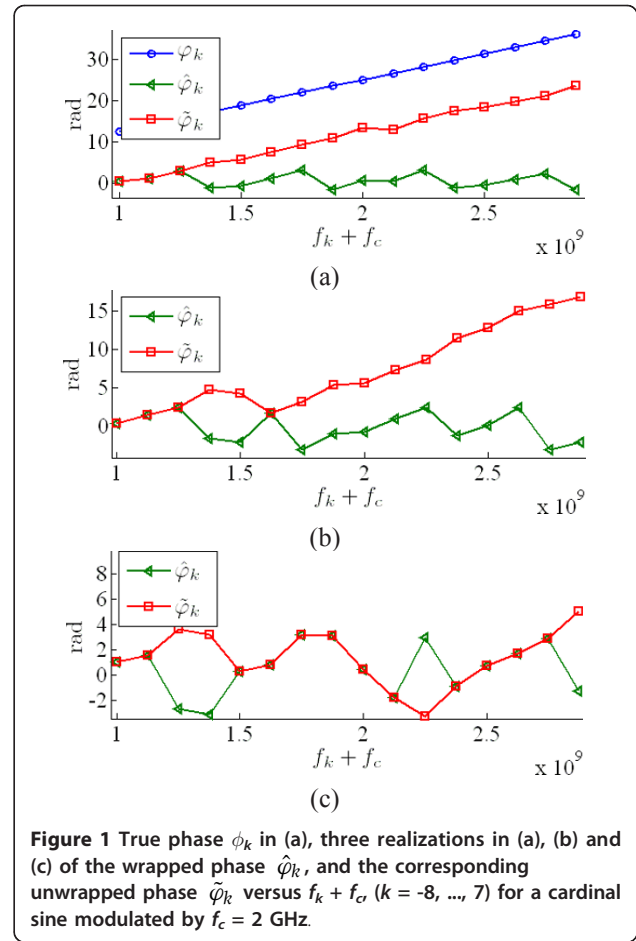 30
20
10
0
rad
φ_k
φ̂_k
φ̃_k
1
1.5
2
2.5
f_k + f_c
x 10^9
(a)
15
10
5
0
rad
φ̂_k
φ̃_k
1
1.5
2
2.5
f_k + f_c
x 10^9
(b)
8
6
4
2
0
-2
rad
φ̂_k
φ̃_k
1
1.5
2
2.5
f_k + f_c
x 10^9
(c)
Figure 1 True phase ϕ_k in (a), three realizations in (a), (b) and
(c) of the wrapped phase φ̂_k, and the corresponding
unwrapped phase φ̃_k versus f_k + f_c, (k = -8, ..., 7) for a cardinal
sine modulated by f_c = 2 GHz.